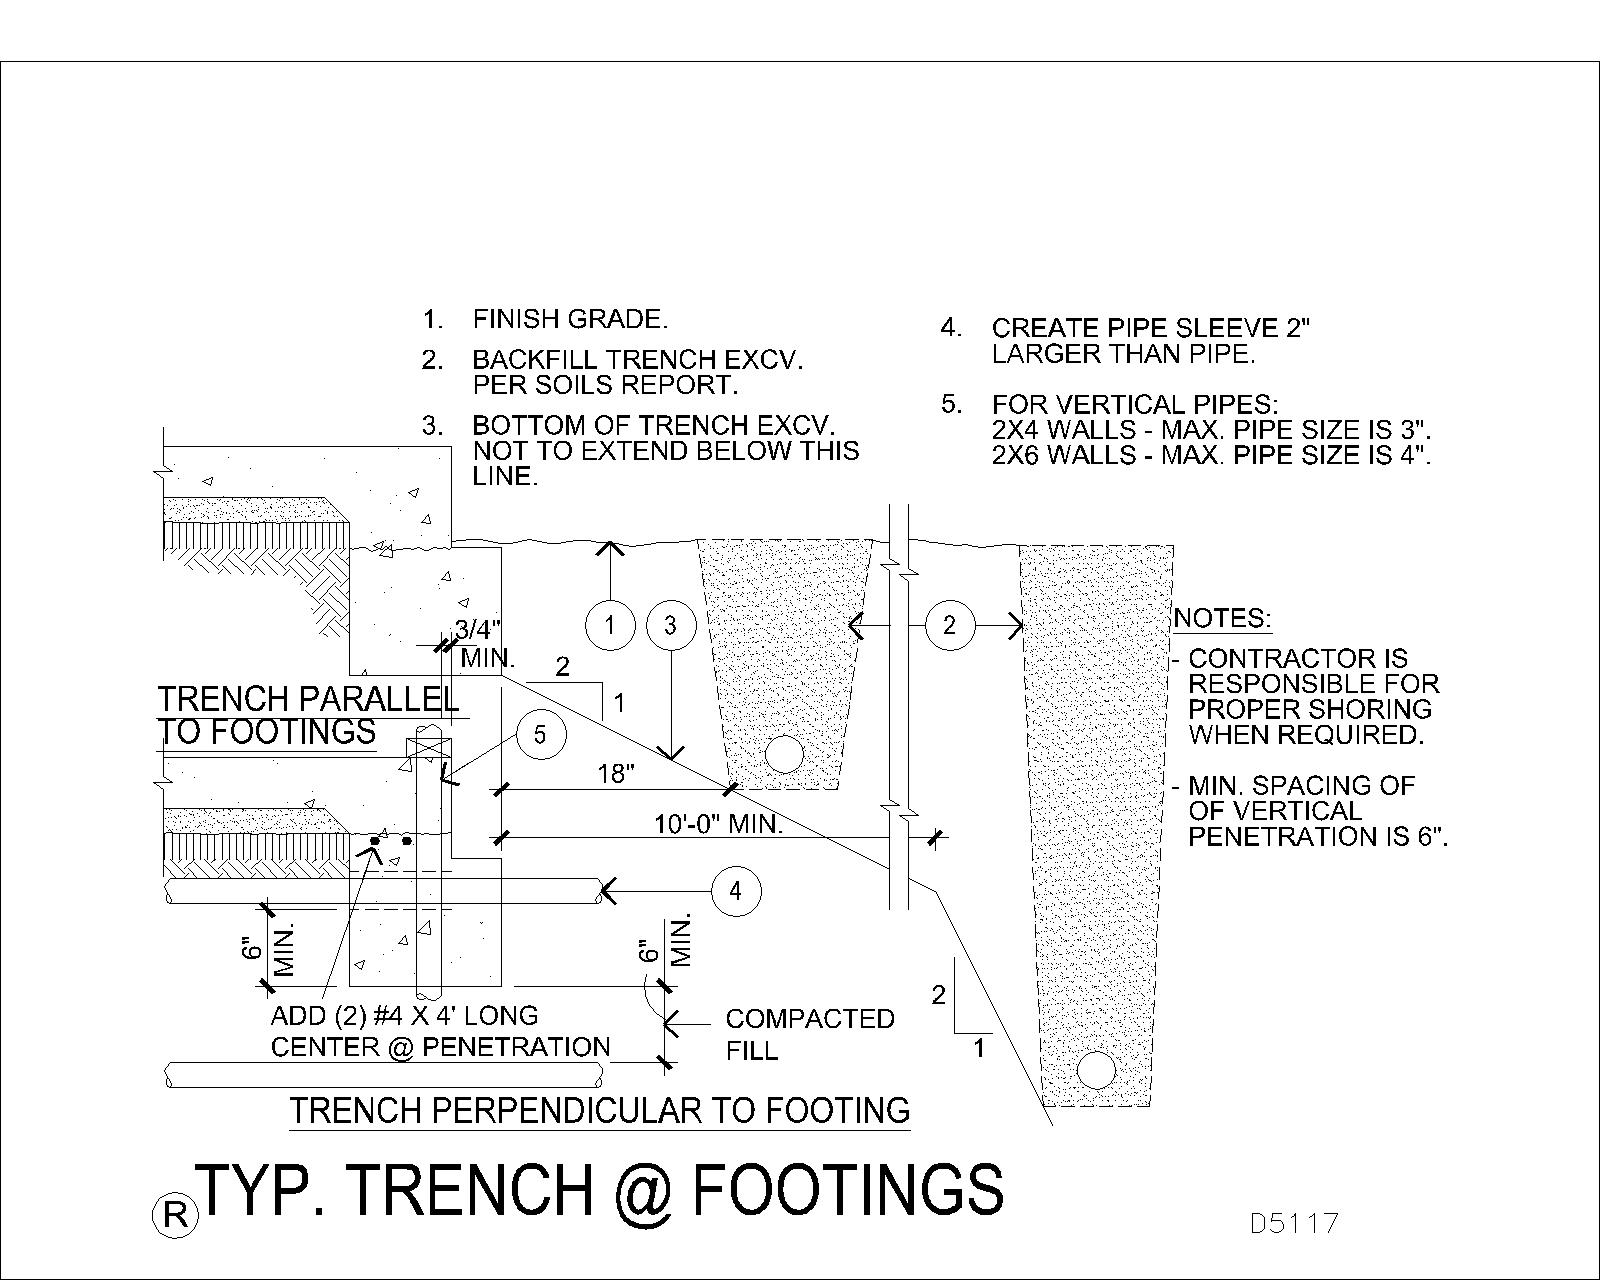 1. FINISH GRADE.
2. BACKFILL TRENCH EXCV.
PER SOILS REPORT.
3. BOTTOM OF TRENCH EXCV.
NOT TO EXTEND BELOW THIS
LINE.
4. CREATE PIPE SLEEVE 2"
LARGER THAN PIPE.
5. FOR VERTICAL PIPES:
2X4 WALLS - MAX. PIPE SIZE IS 3".
2X6 WALLS - MAX. PIPE SIZE IS 4".
3/4"
MIN.
1
3
2
2
1
TRENCH PARALLEL
TO FOOTINGS
5
18"
10'-0" MIN.
4
6"
MIN.
6"
MIN.
ADD (2) #4 X 4' LONG
CENTER @ PENETRATION
COMPACTED
FILL
2
1
NOTES:
- CONTRACTOR IS
RESPONSIBLE FOR
PROPER SHORING
WHEN REQUIRED.
- MIN. SPACING OF
OF VERTICAL
PENETRATION IS 6".
TRENCH PERPENDICULAR TO FOOTING
R TYP. TRENCH @ FOOTINGS
D5117